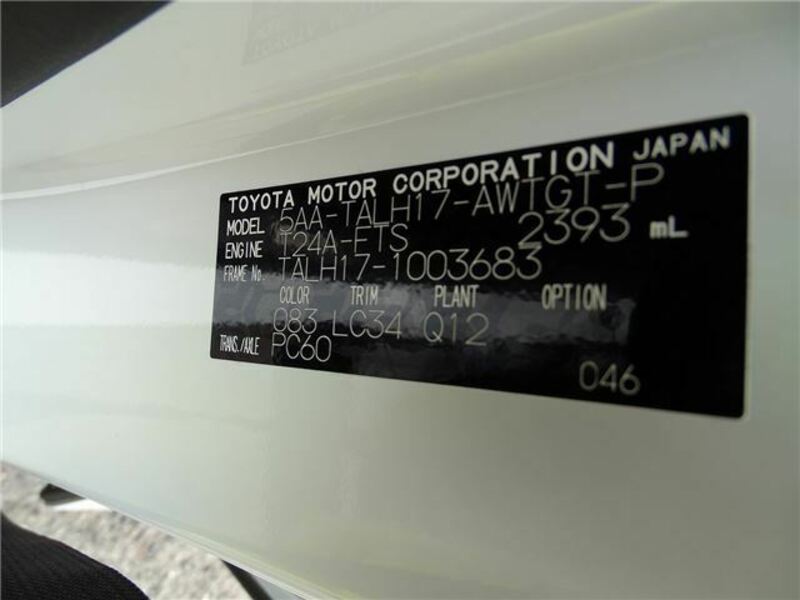 TOYOTA MOTOR CORPORATION JAPAN
MODEL 5AA-TALH17-AWTGT-P
ENGINE T24A-FTS 2393 mL
FRAME No. TALH17-1003683
COLOR TRIM PLANT OPTION
083 LC34 Q12
TRANS./AXLE PC60
046